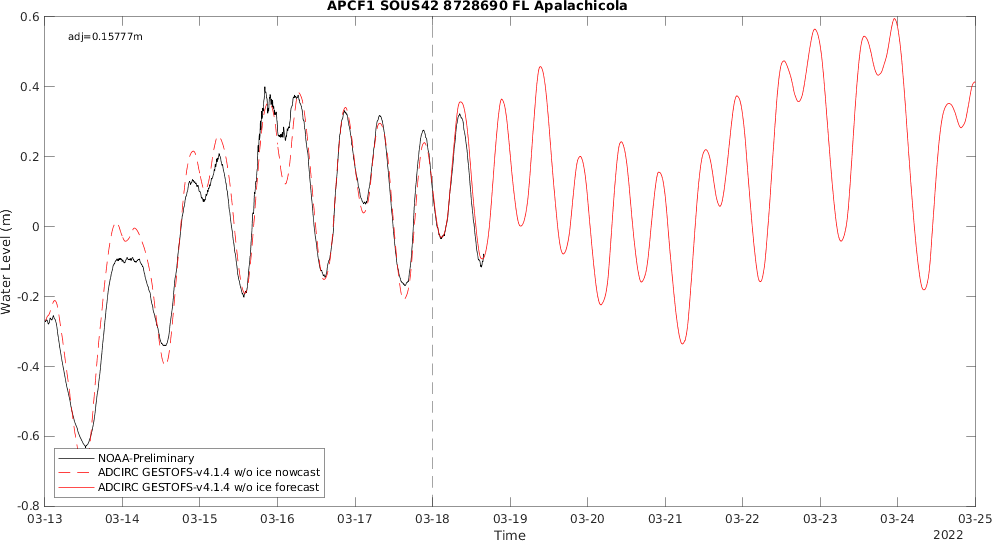 APCF1 SOUS42 8728690 FL Apalachicola
adj=0.15777m
0.6
0.4
0.2
0
-0.2
-0.4
-0.6
-0.8
Water Level (m)
NOAA-Preliminary
ADCIRC GESTOFS-v4.1.4 w/o ice nowcast
ADCIRC GESTOFS-v4.1.4 w/o ice forecast
03-13 03-14 03-15 03-16 03-17 03-18 03-19 03-20 03-21 03-22 03-23 03-24 03-25
Time
2022